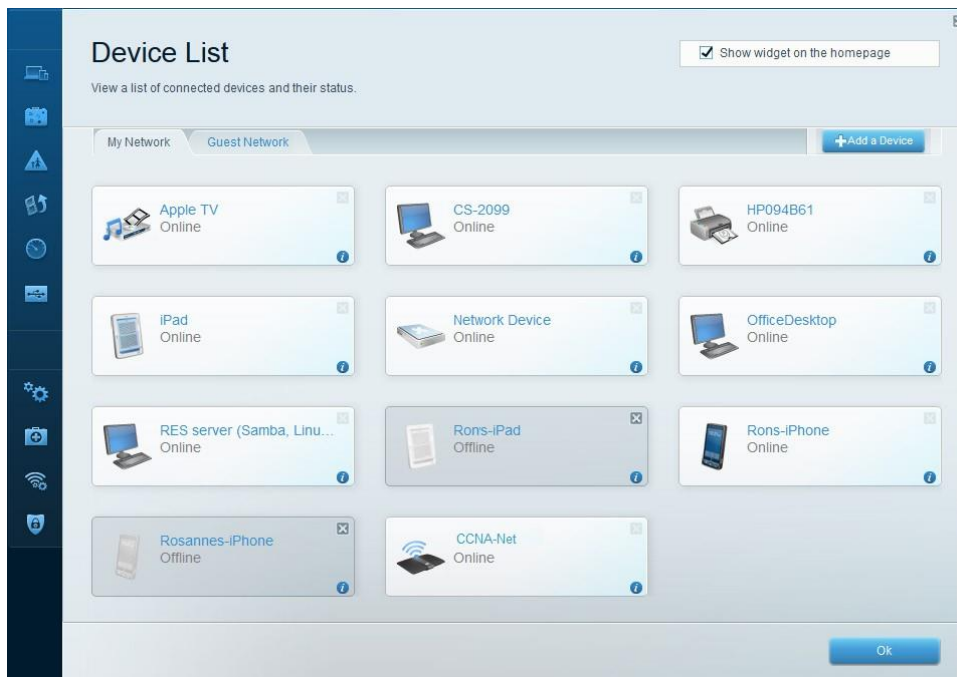 Device List
Show widget on the homepage
View a list of connected devices and their status.
My Network
Guest Network
+Add a Device
Apple TV
Online
CS-2099
Online
HP094B61
Online
iPad
Online
Network Device
Online
OfficeDesktop
Online
RES server (Samba, Linu...
Online
Rons-iPad
Offline
Rons-iPhone
Online
Rosannes-iPhone
Offline
CCNA-Net
Online
Ok